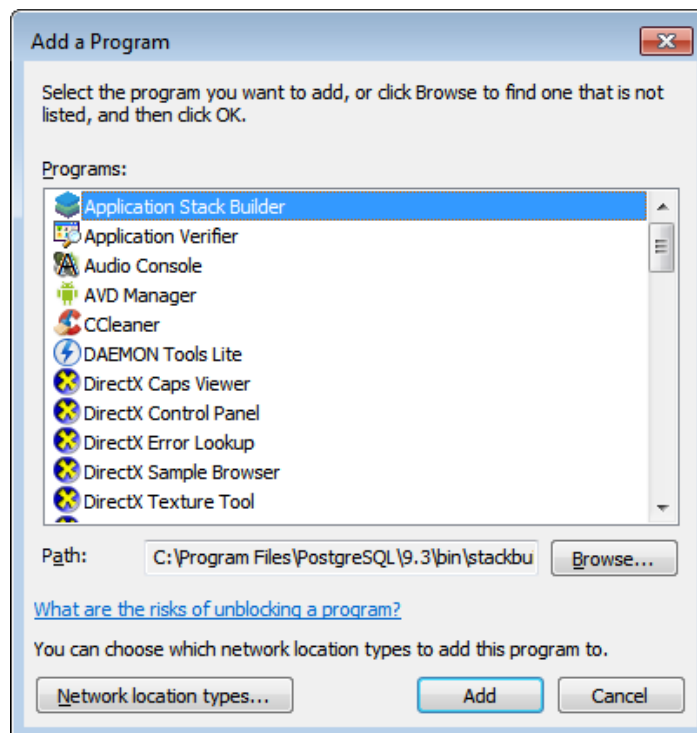 Add a Program
Select the program you want to add, or click Browse to find one that is not
listed, and then click OK.
Programs:
Application Stack Builder
Application Verifier
Audio Console
AVD Manager
CCleaner
DAEMON Tools Lite
DirectX Caps Viewer
DirectX Control Panel
DirectX Error Lookup
DirectX Sample Browser
DirectX Texture Tool
Path: C:\Program Files\PostgreSQL\9.3\bin\stackbui Browse...
What are the risks of unblocking a program?
You can choose which network location types to add this program to.
Network location types... Add Cancel